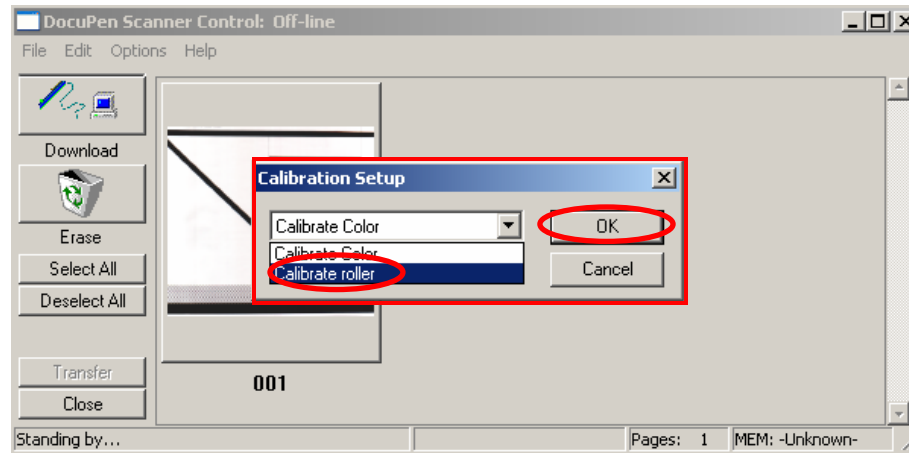 DocuPen Scanner Control: Off-line
File Edit Options Help
Download
Erase
Select All
Deselect All
Transfer
Close
001
Calibration Setup
Calibrate Color
OK
Calibrate Color
Calibrate roller
Cancel
Standing by...
Pages: 1
MEM: -Unknown-